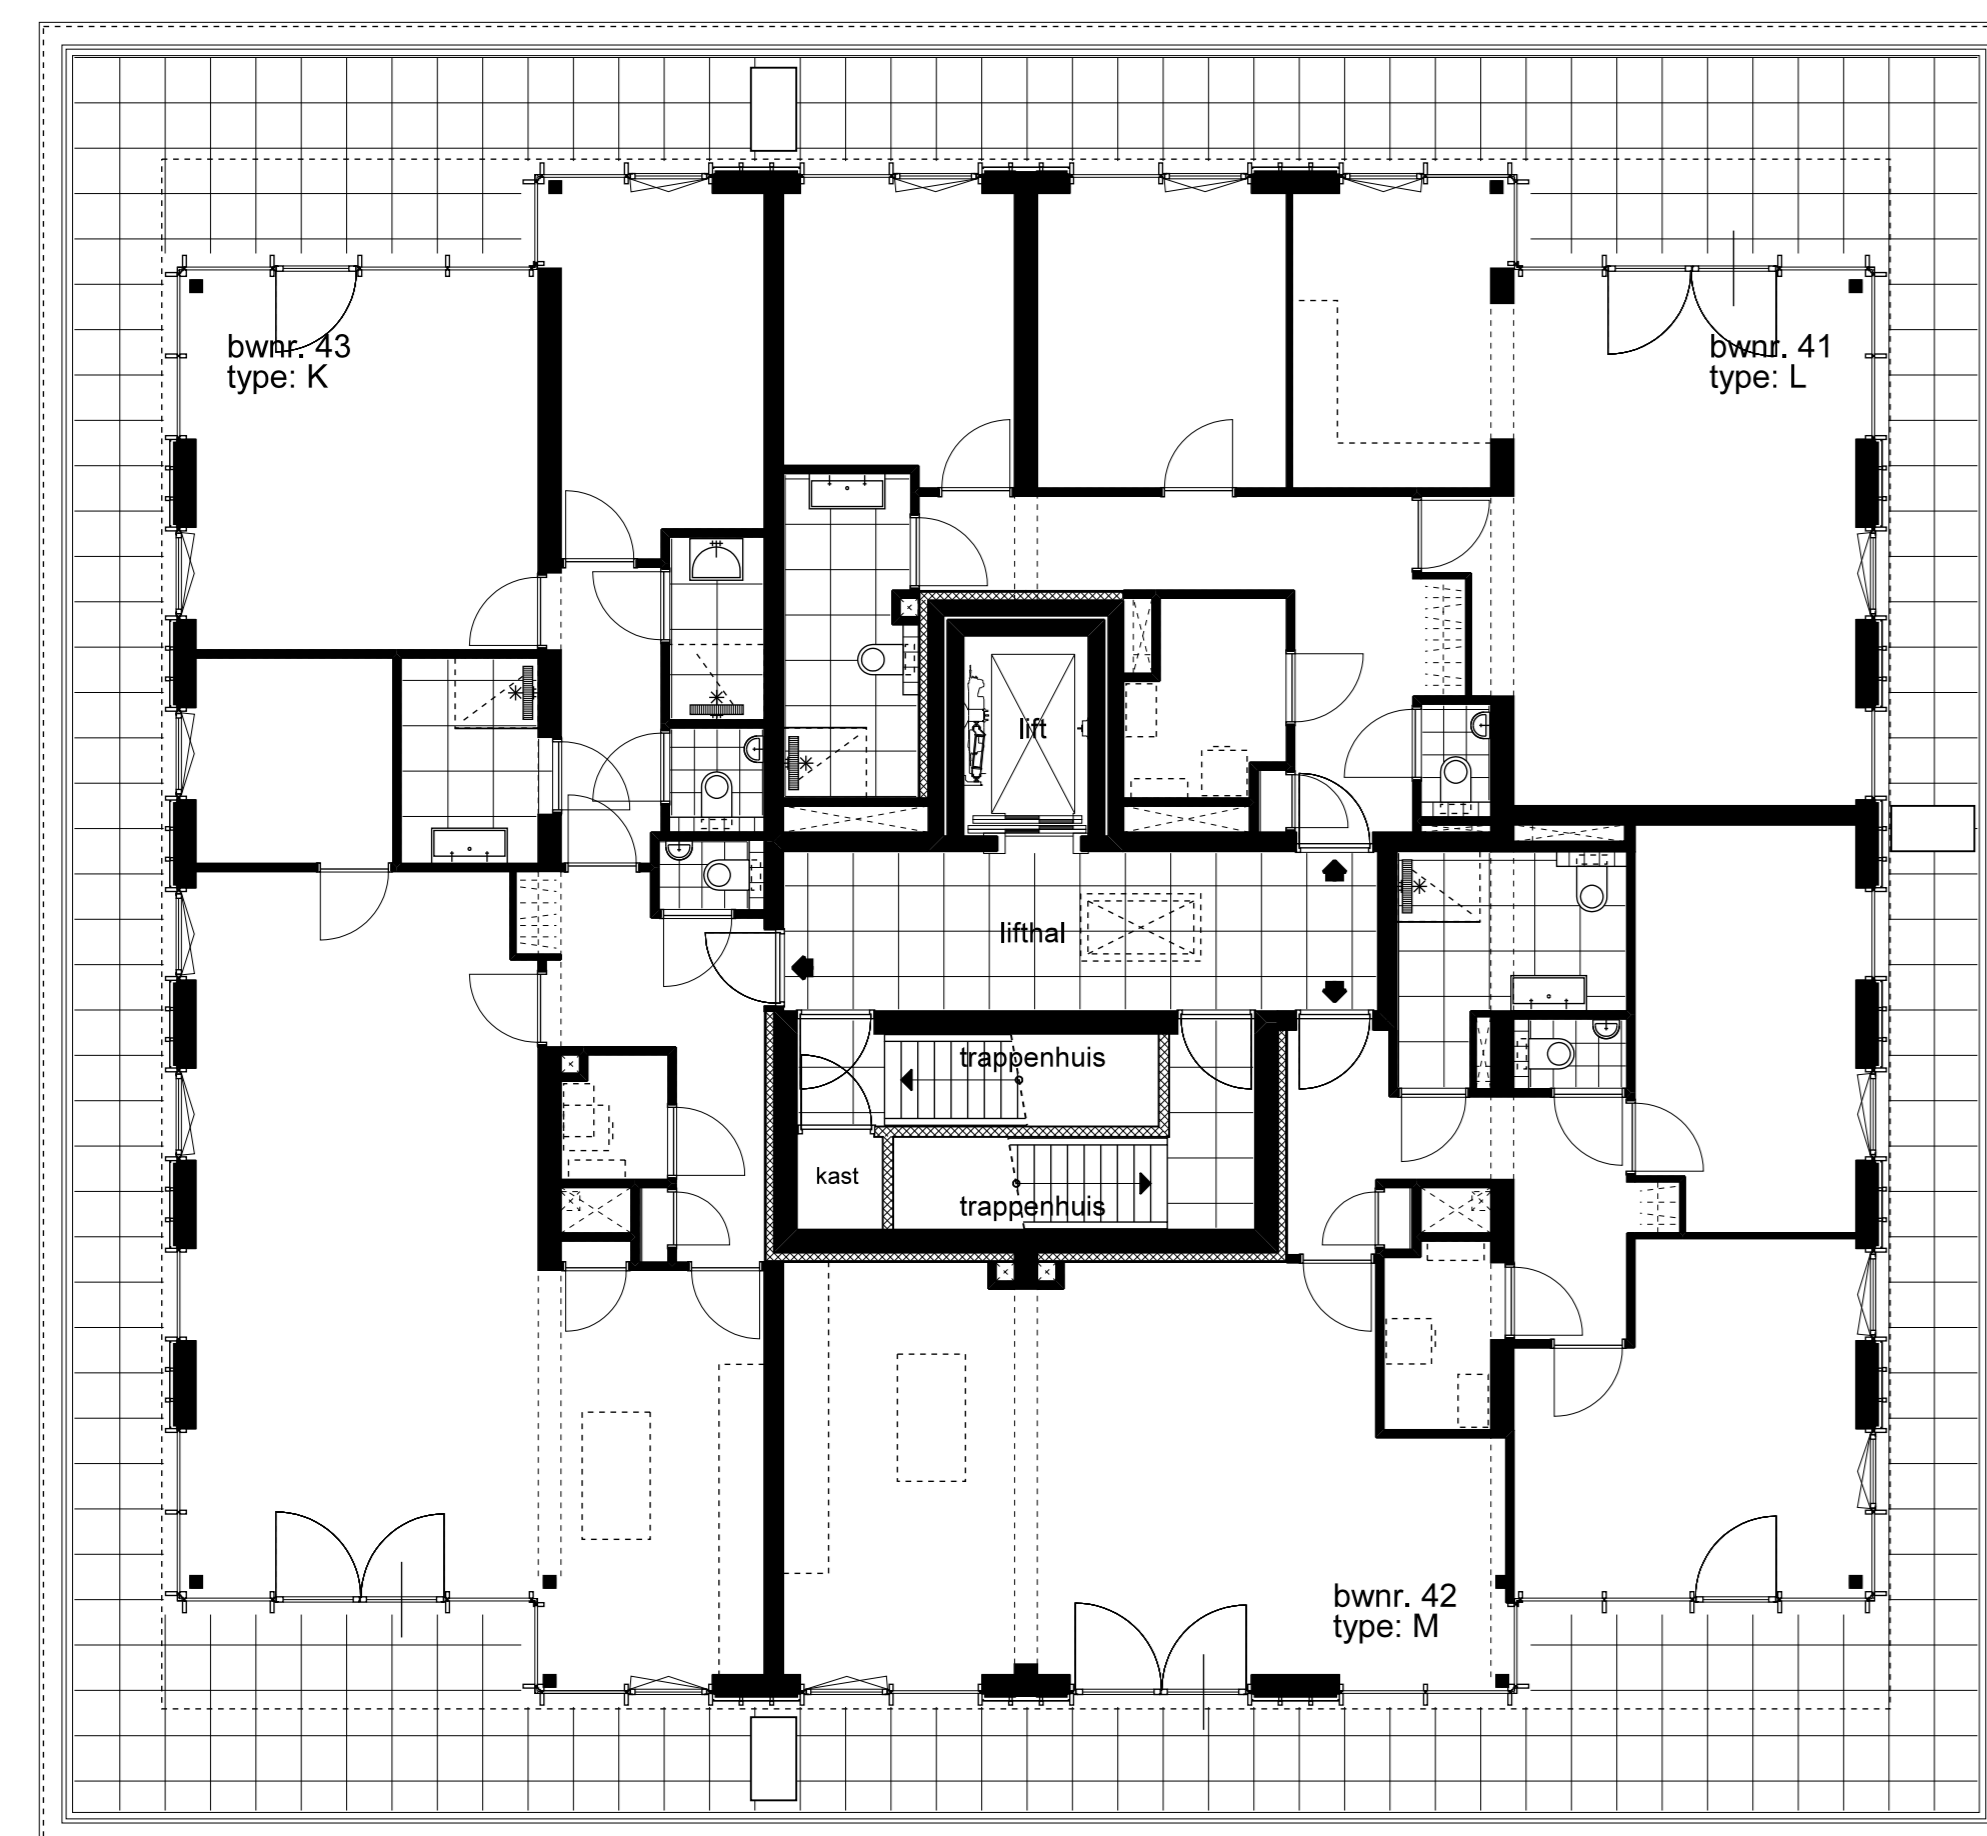 bwnr. 43
type: K
bwnr. 41
type: L
lift
lifthal
trappenhuis
kast
trappenhuis
bwnr. 42
type: M